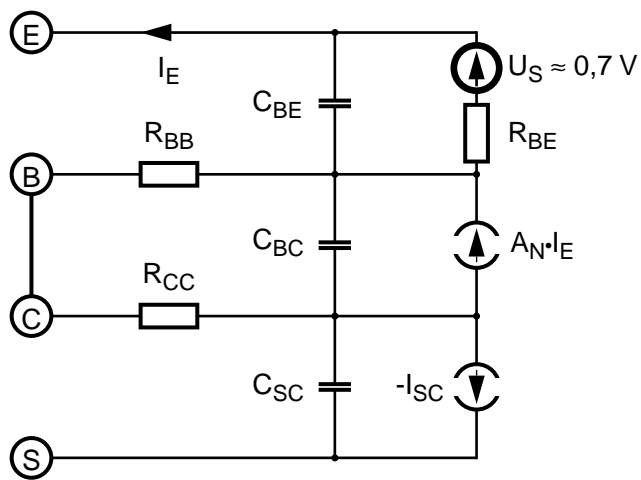 E
I_E
U_S ≈ 0,7 V
C_BE
R_BE
R_BB
B
C_BC
A_N•I_E
R_CC
C
C_SC
-I_SC
S